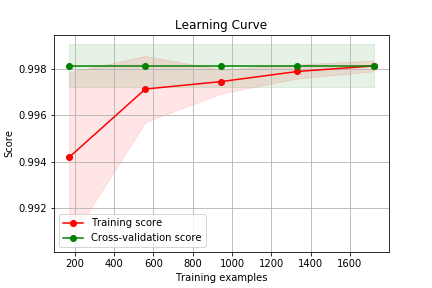 Learning Curve
0.998
0.996
0.994
0.992
Score
Training score
Cross-validation score
200 400 600 800 1000 1200 1400 1600
Training examples